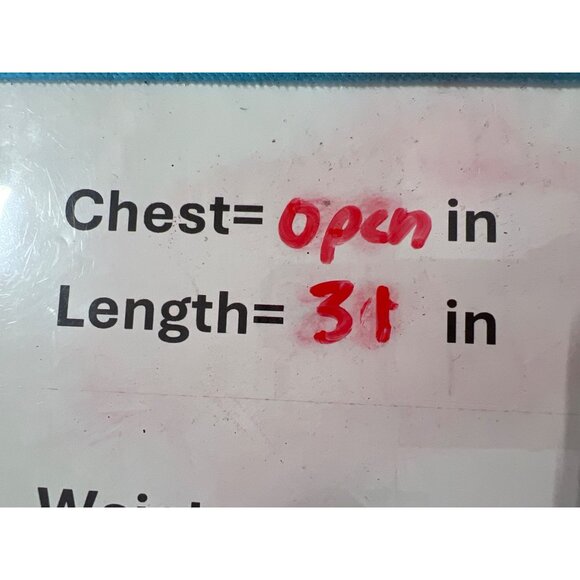 Chest= open in
Length= 31 in